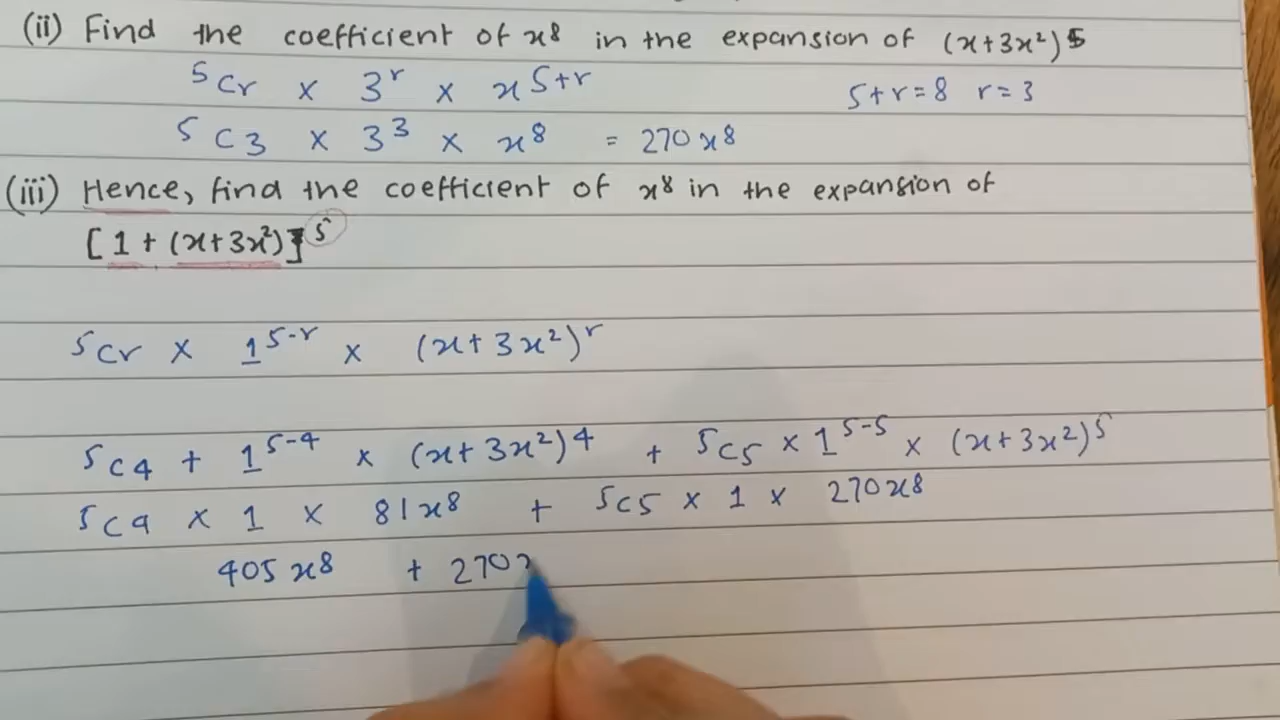 (ii) Find the coefficient of x⁸ in the expansion of (x+3x²)⁵
⁵Cr × 3ʳ × x⁵⁺ʳ 5+r=8 r=3
⁵C3 × 3³ × x⁸ = 270x⁸
(iii) Hence, find the coefficient of x⁸ in the expansion of
[1 + (x+3x²)]⁵
⁵Cr × 1⁵⁻ʳ × (x+3x²)ʳ
⁵C4 + 1⁵⁻⁴ × (x+3x²)⁴ + ⁵C5 × 1⁵⁻⁵ × (x+3x²)⁵
⁵C4 × 1 × 81x⁸ + ⁵C5 × 1 × 270x⁸
405x⁸ + 270x